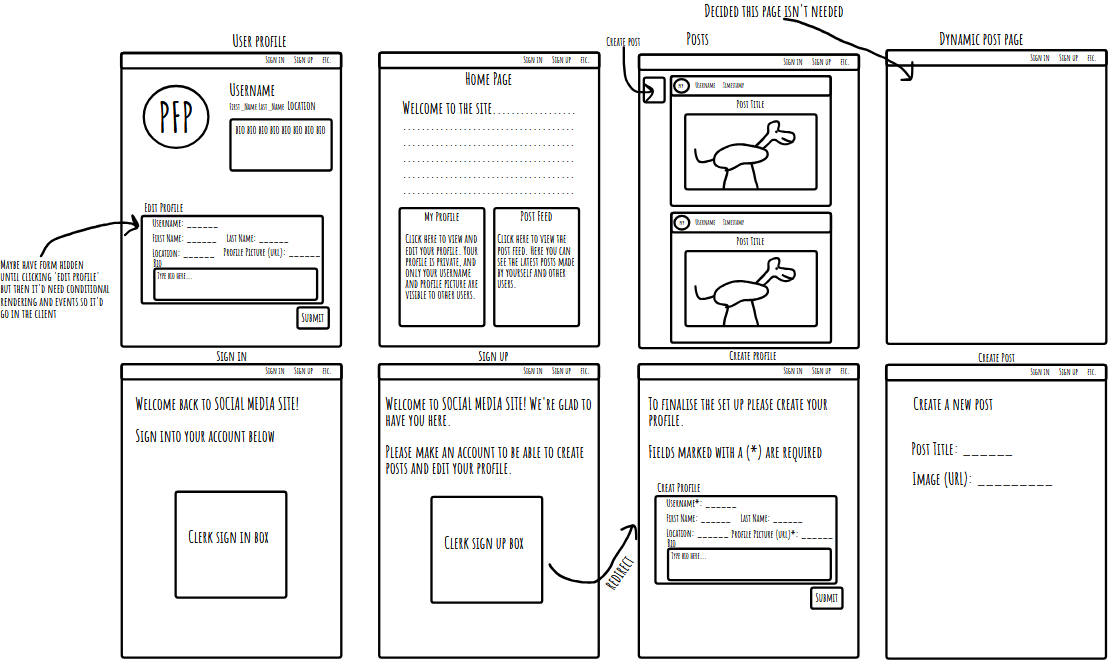 Decided this page isn't needed
User profile
Sign in Sign up etc.
PFP
Username
First_Name Last_Name Location
Bio Bio Bio Bio Bio Bio Bio Bio
Edit Profile
Username: ______
First Name: ______ Last Name: ______
Location: ______ Profile Picture (url): ______
Bio
Type bio here...
Submit
Maybe have form hidden
until clicking 'edit profile'
but then it'd need conditional
rendering and events so it'd
go in the client
Sign in Sign up etc.
Home Page
Welcome to the site..................
My Profile
Click here to view and
edit your profile. Your
profile is private, and
only your username
and profile picture are
visible to other users.
Post Feed
Click here to view the
post feed. Here you can
see the latest posts made
by yourself and other
users.
Create post
Posts
Sign in Sign up etc.
PFP Username Timestamp
Post Title
PFP Username Timestamp
Post Title
Dynamic post page
Sign in Sign up etc.
Sign in
Sign in Sign up etc.
Welcome back to SOCIAL MEDIA SITE!
Sign into your account below
Clerk sign in box
Sign up
Sign in Sign up etc.
Welcome to SOCIAL MEDIA SITE! We're glad to
have you here.
Please make an account to be able to create
posts and edit your profile.
Clerk sign up box
redirect
Create profile
Sign in Sign up etc.
To finalise the set up please create your
profile.
Fields marked with a (*) are required
Creat Profile
Username*: ______
First Name: ______ Last Name: ______
Location: ______ Profile Picture (url)*: ______
Bio
Type bio here...
Submit
Create Post
Sign in Sign up etc.
Create a new post
Post Title: ______
Image (URL): _________